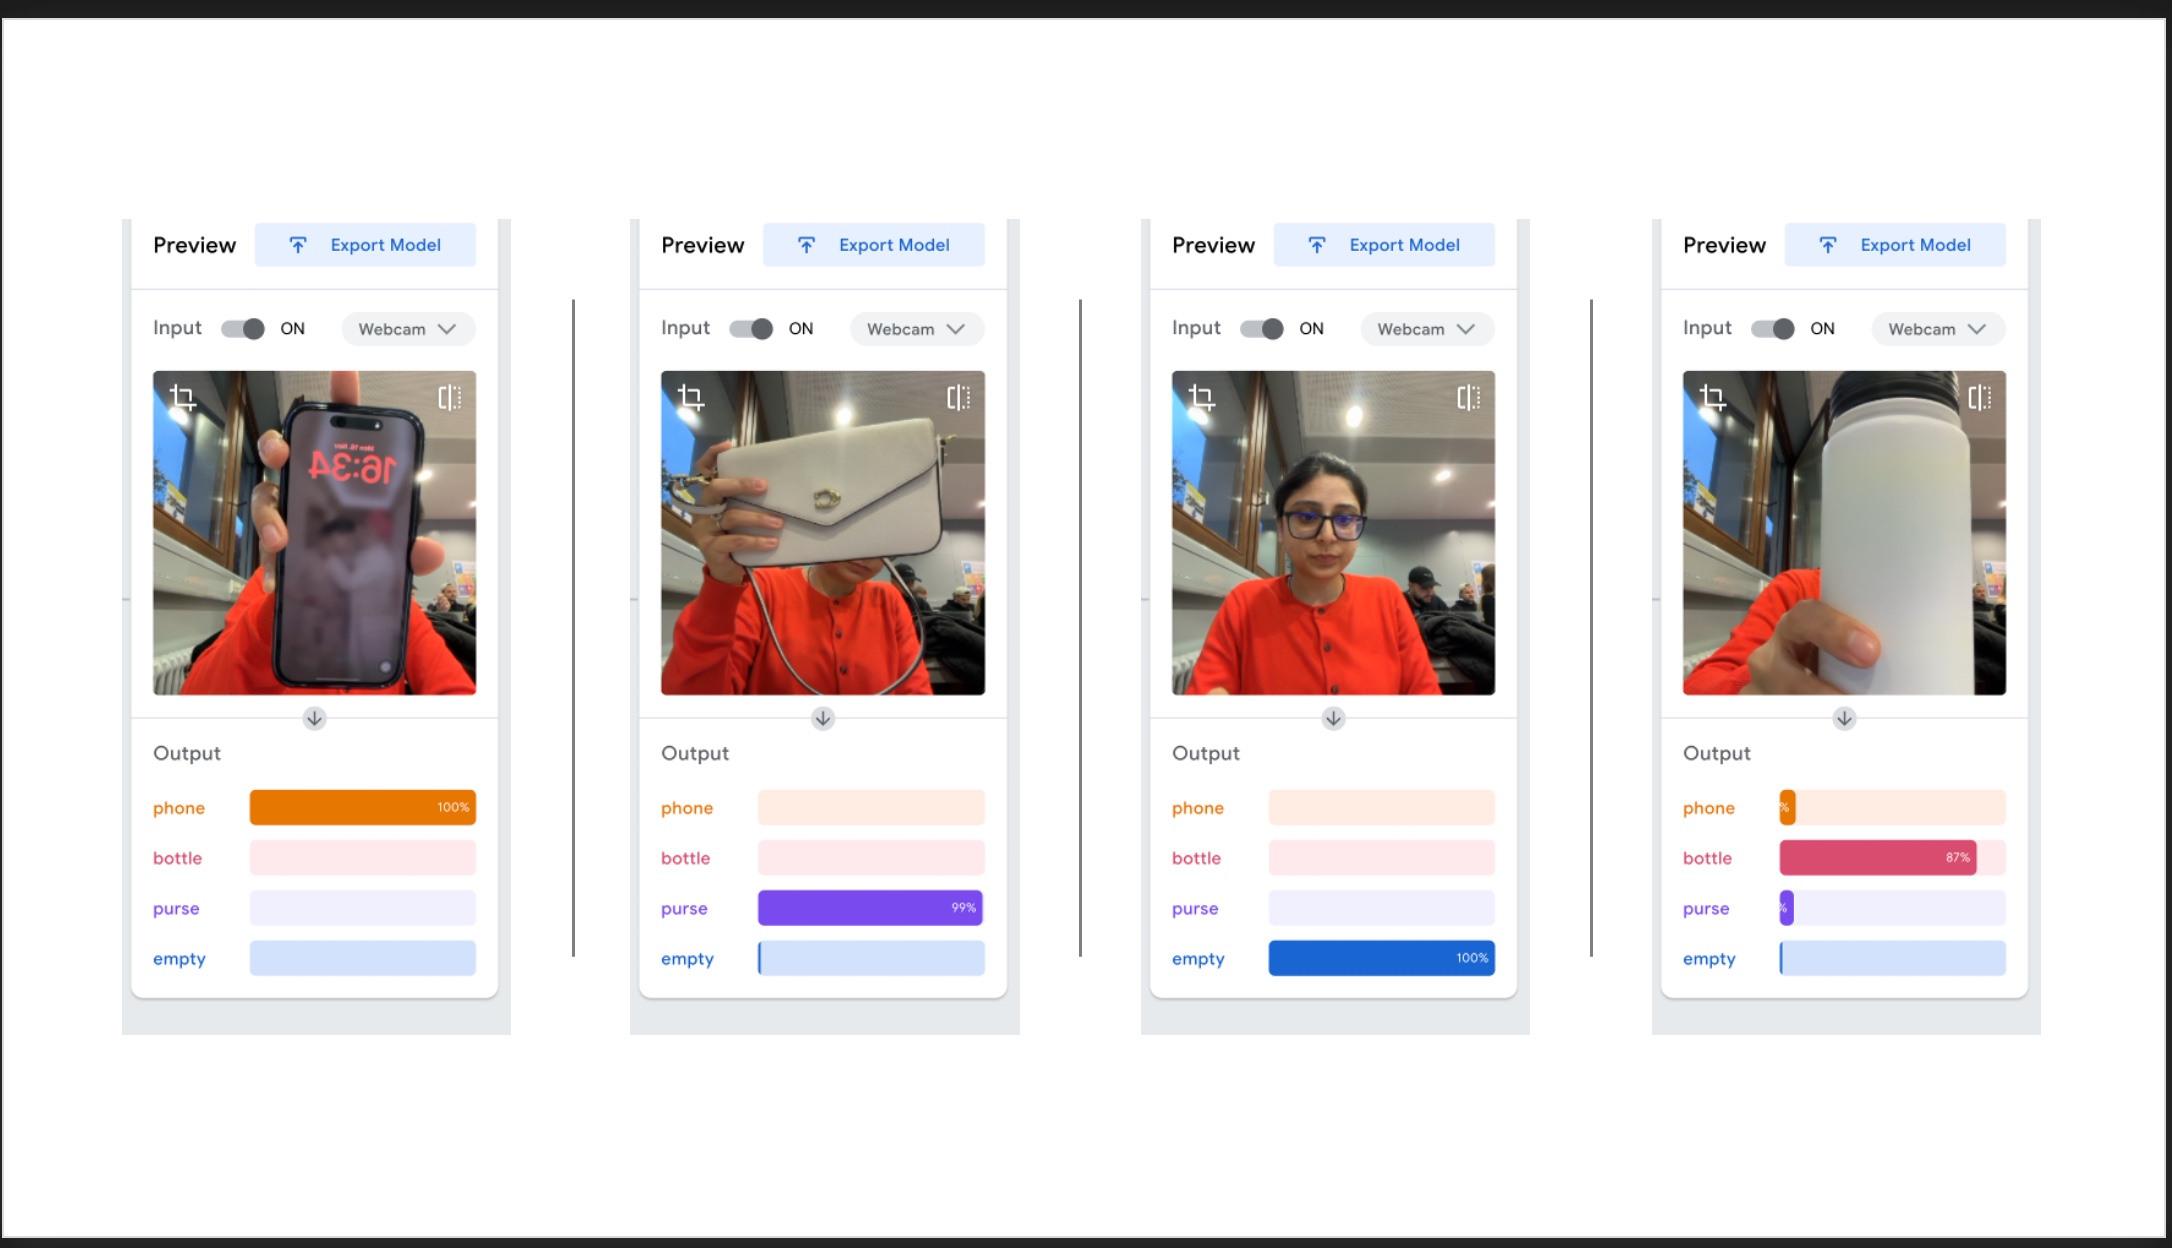 Preview
Export Model
Input ON Webcam
16:34
Output
phone 100%
bottle
purse
empty
Preview
Export Model
Input ON Webcam
Output
phone
bottle
purse 99%
empty
Preview
Export Model
Input ON Webcam
Output
phone
bottle
purse
empty 100%
Preview
Export Model
Input ON Webcam
Output
phone %
bottle 87%
purse %
empty